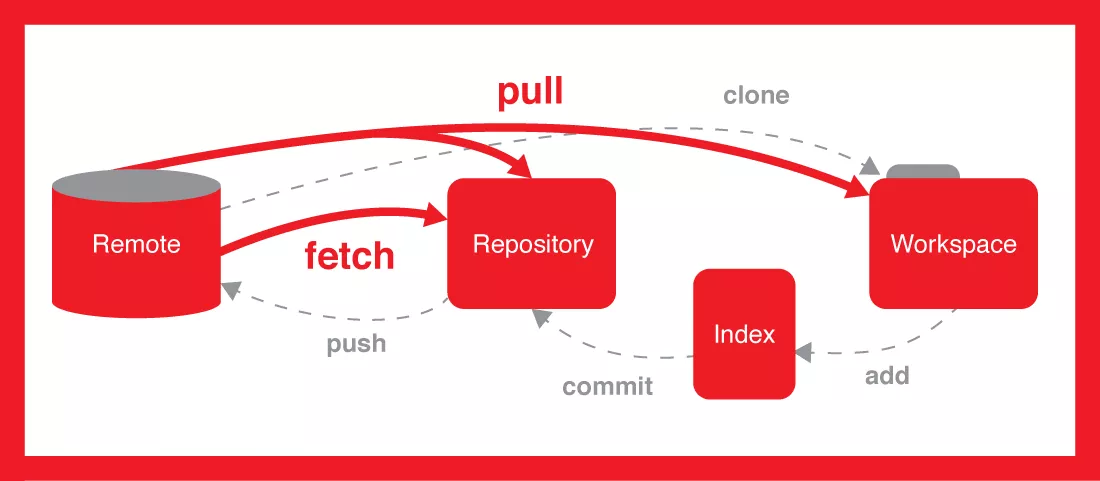 pull
clone
Remote
fetch
Repository
Workspace
push
Index
commit
add